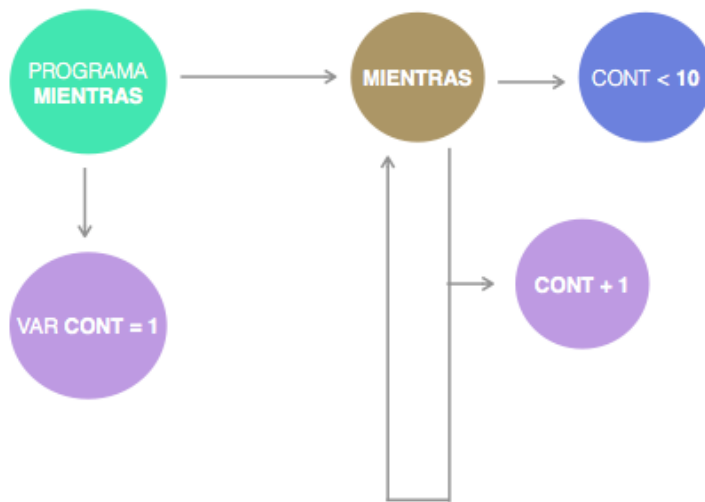 PROGRAMA
MIENTRAS
MIENTRAS
CONT < 10
VAR CONT = 1
CONT + 1